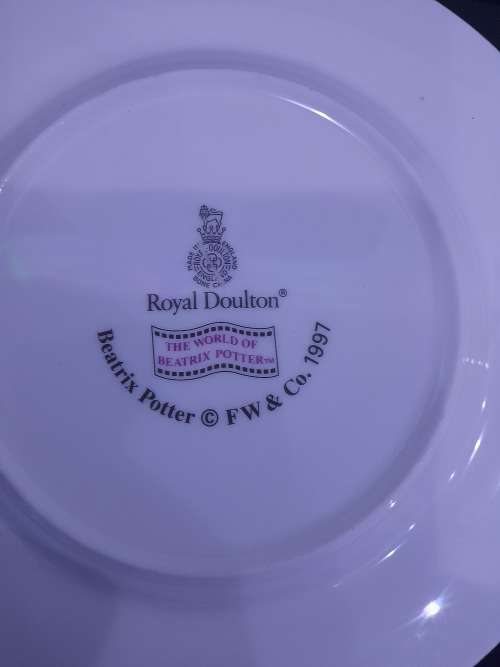 MADE IN ENGLAND
ROYAL DOULTON
ENGLAND
BONE CHINA
Royal Doulton®
THE WORLD OF
BEATRIX POTTER™
Beatrix Potter © FW & Co. 1997